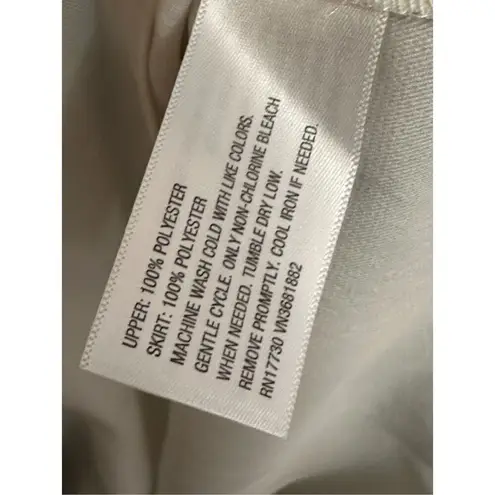 UPPER: 100% POLYESTER
SKIRT: 100% POLYESTER
MACHINE WASH COLD WITH LIKE COLORS.
GENTLE CYCLE. ONLY NON-CHLORINE BLEACH
WHEN NEEDED. TUMBLE DRY LOW.
REMOVE PROMPTLY. COOL IRON IF NEEDED.
RN17730 VN3681882